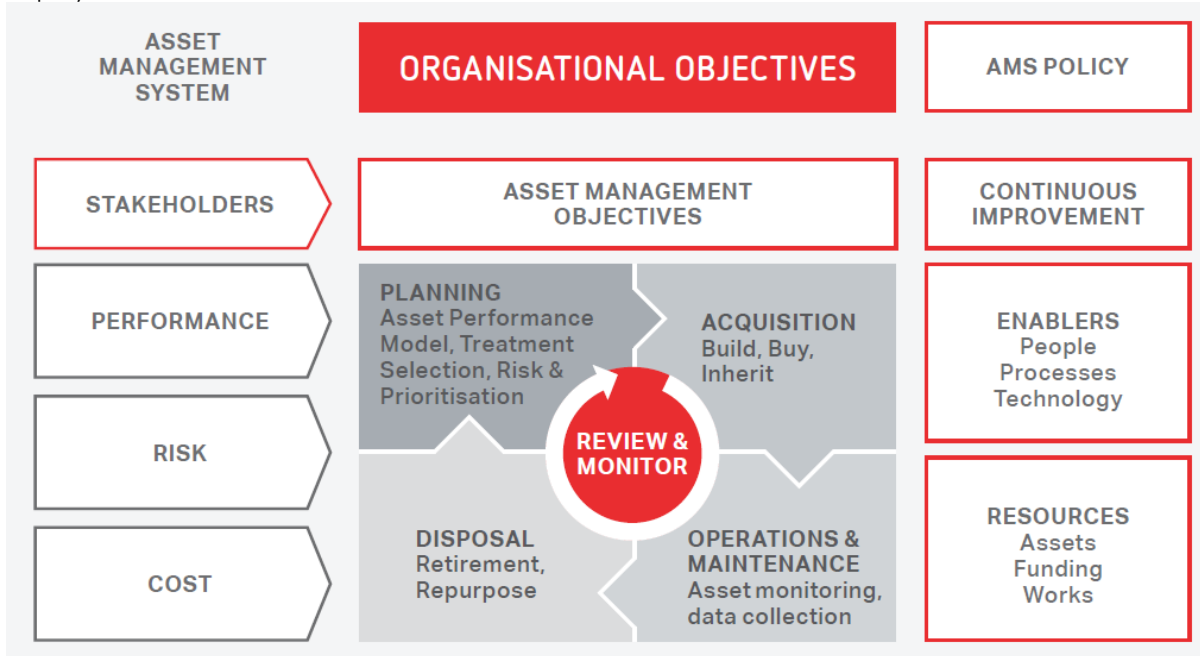 ASSET
MANAGEMENT
SYSTEM
ORGANISATIONAL OBJECTIVES
AMS POLICY
STAKEHOLDERS
ASSET MANAGEMENT
OBJECTIVES
CONTINUOUS
IMPROVEMENT
PERFORMANCE
RISK
COST
PLANNING
Asset Performance
Model, Treatment
Selection, Risk &
Prioritisation
ACQUISITION
Build, Buy,
Inherit
REVIEW &
MONITOR
DISPOSAL
Retirement,
Repurpose
OPERATIONS &
MAINTENANCE
Asset monitoring,
data collection
ENABLERS
People
Processes
Technology
RESOURCES
Assets
Funding
Works